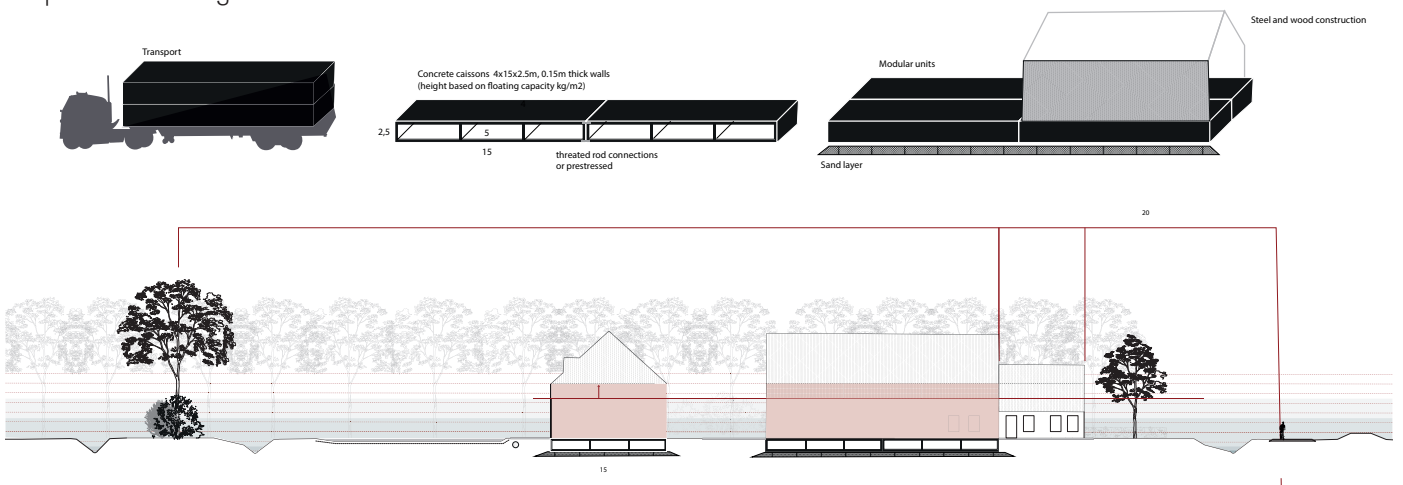 Transport
Concrete caissons 4x15x2.5m, 0.15m thick walls
(height based on floating capacity kg/m2)
2,5
5
15
threated rod connections
or prestressed
Modular units
Steel and wood construction
Sand layer
20
15